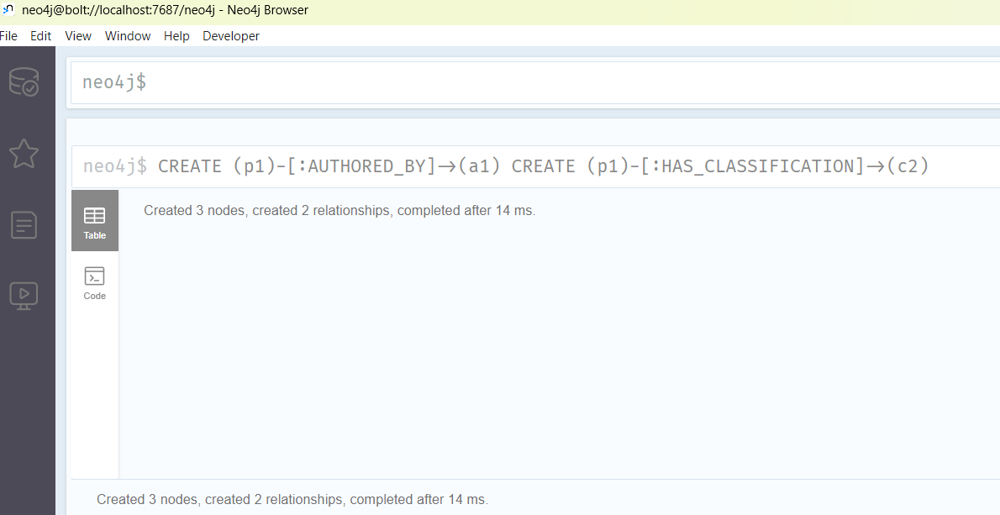 neo4j@bolt://localhost:7687/neo4j - Neo4j Browser
File Edit View Window Help Developer
neo4j$
neo4j$ CREATE (p1)-[:AUTHORED_BY]->(a1) CREATE (p1)-[:HAS_CLASSIFICATION]->(c2)
Table
Created 3 nodes, created 2 relationships, completed after 14 ms.
Code
Created 3 nodes, created 2 relationships, completed after 14 ms.